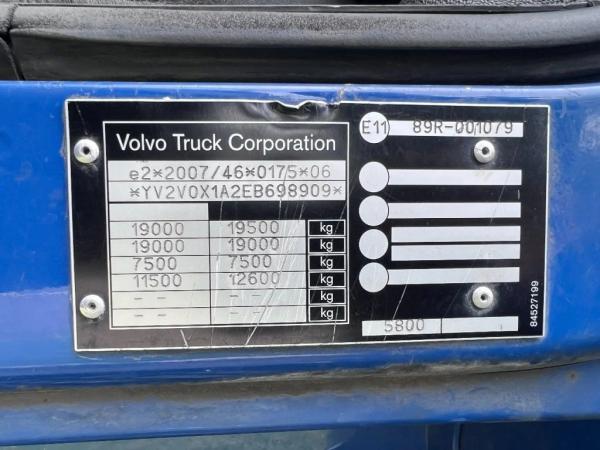 Volvo Truck Corporation
E11 89R-001079
e2*2007/46*0175*06
*YV2V0X1A2EB698909*
19000 19500 kg
19000 19000 kg
7500 7500 kg
11500 12600 kg
-- -- kg
-- -- kg
5800
84527199